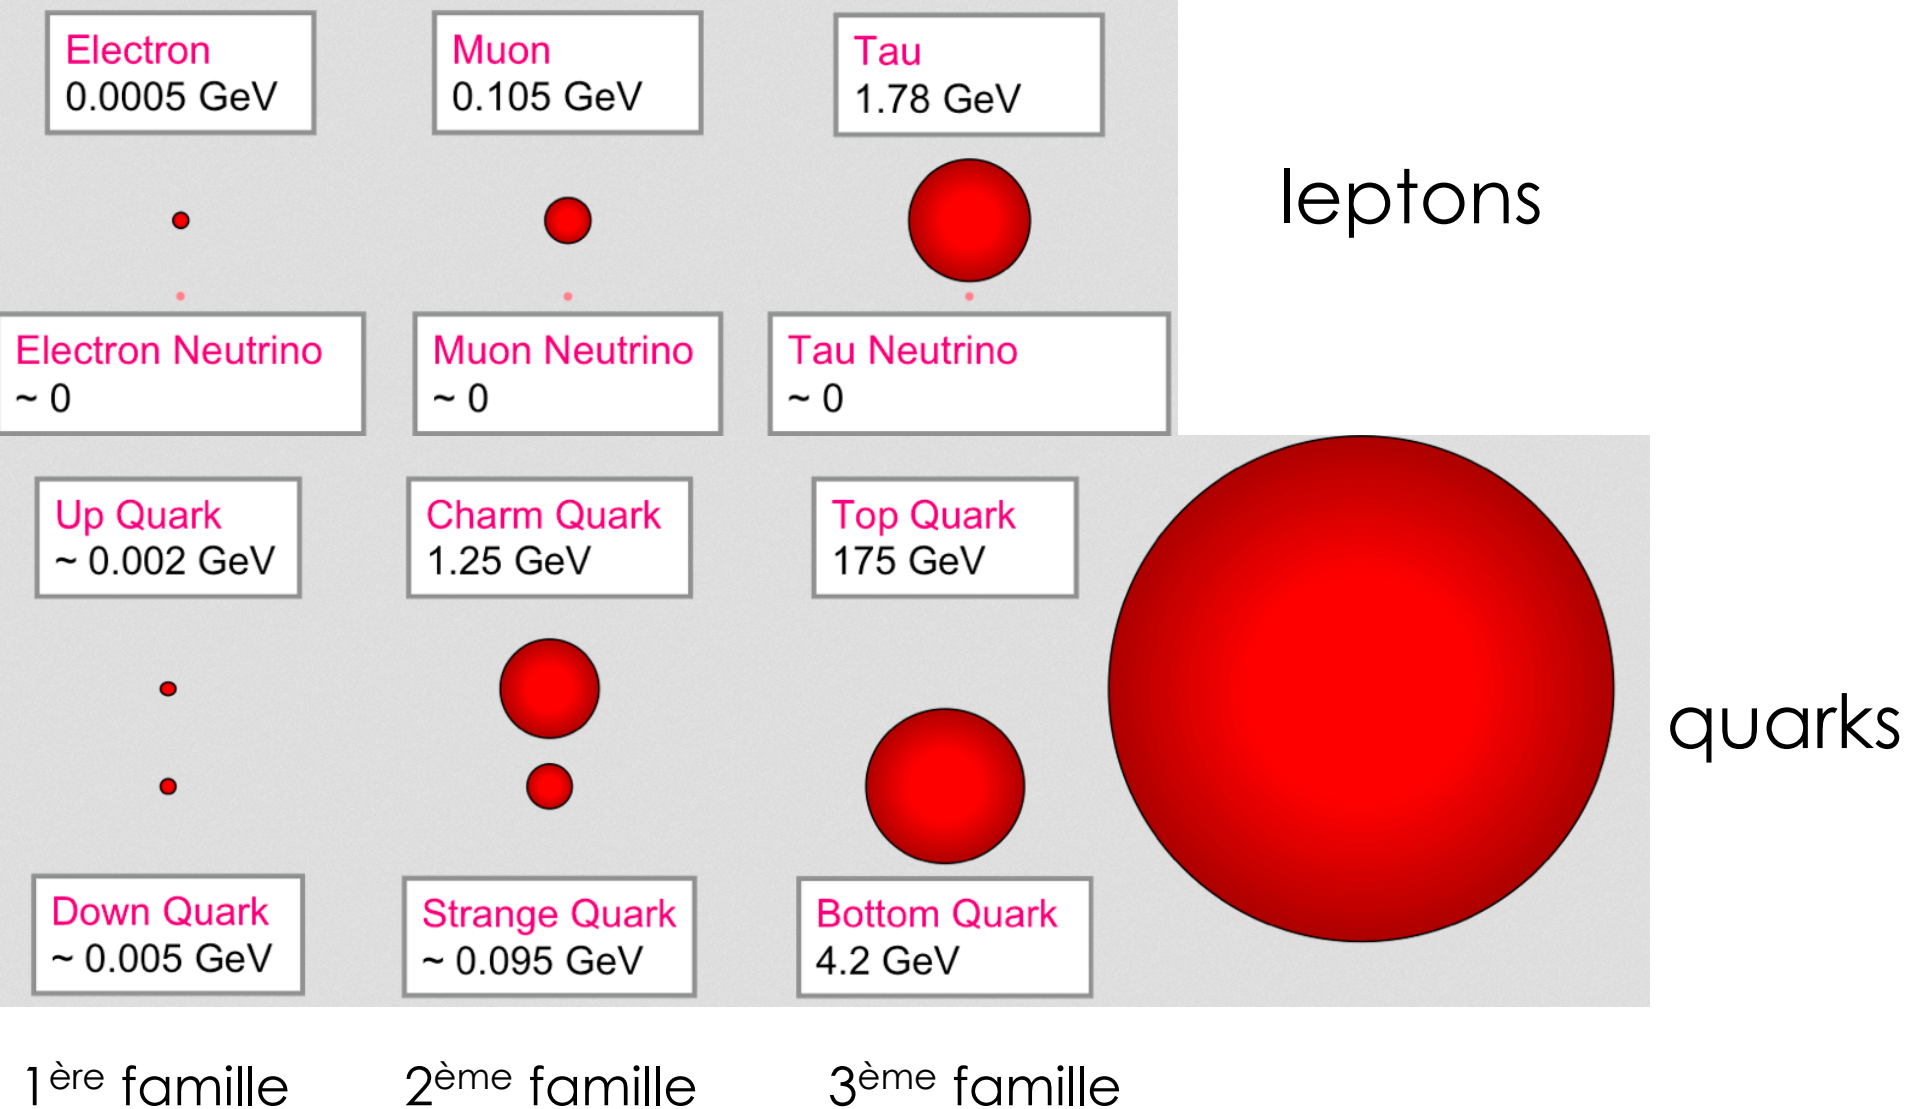 Electron
0.0005 GeV
Muon
0.105 GeV
Tau
1.78 GeV
leptons
Electron Neutrino
~ 0
Muon Neutrino
~ 0
Tau Neutrino
~ 0
Up Quark
~ 0.002 GeV
Charm Quark
1.25 GeV
Top Quark
175 GeV
quarks
Down Quark
~ 0.005 GeV
Strange Quark
~ 0.095 GeV
Bottom Quark
4.2 GeV
1ère famille
2ème famille
3ème famille